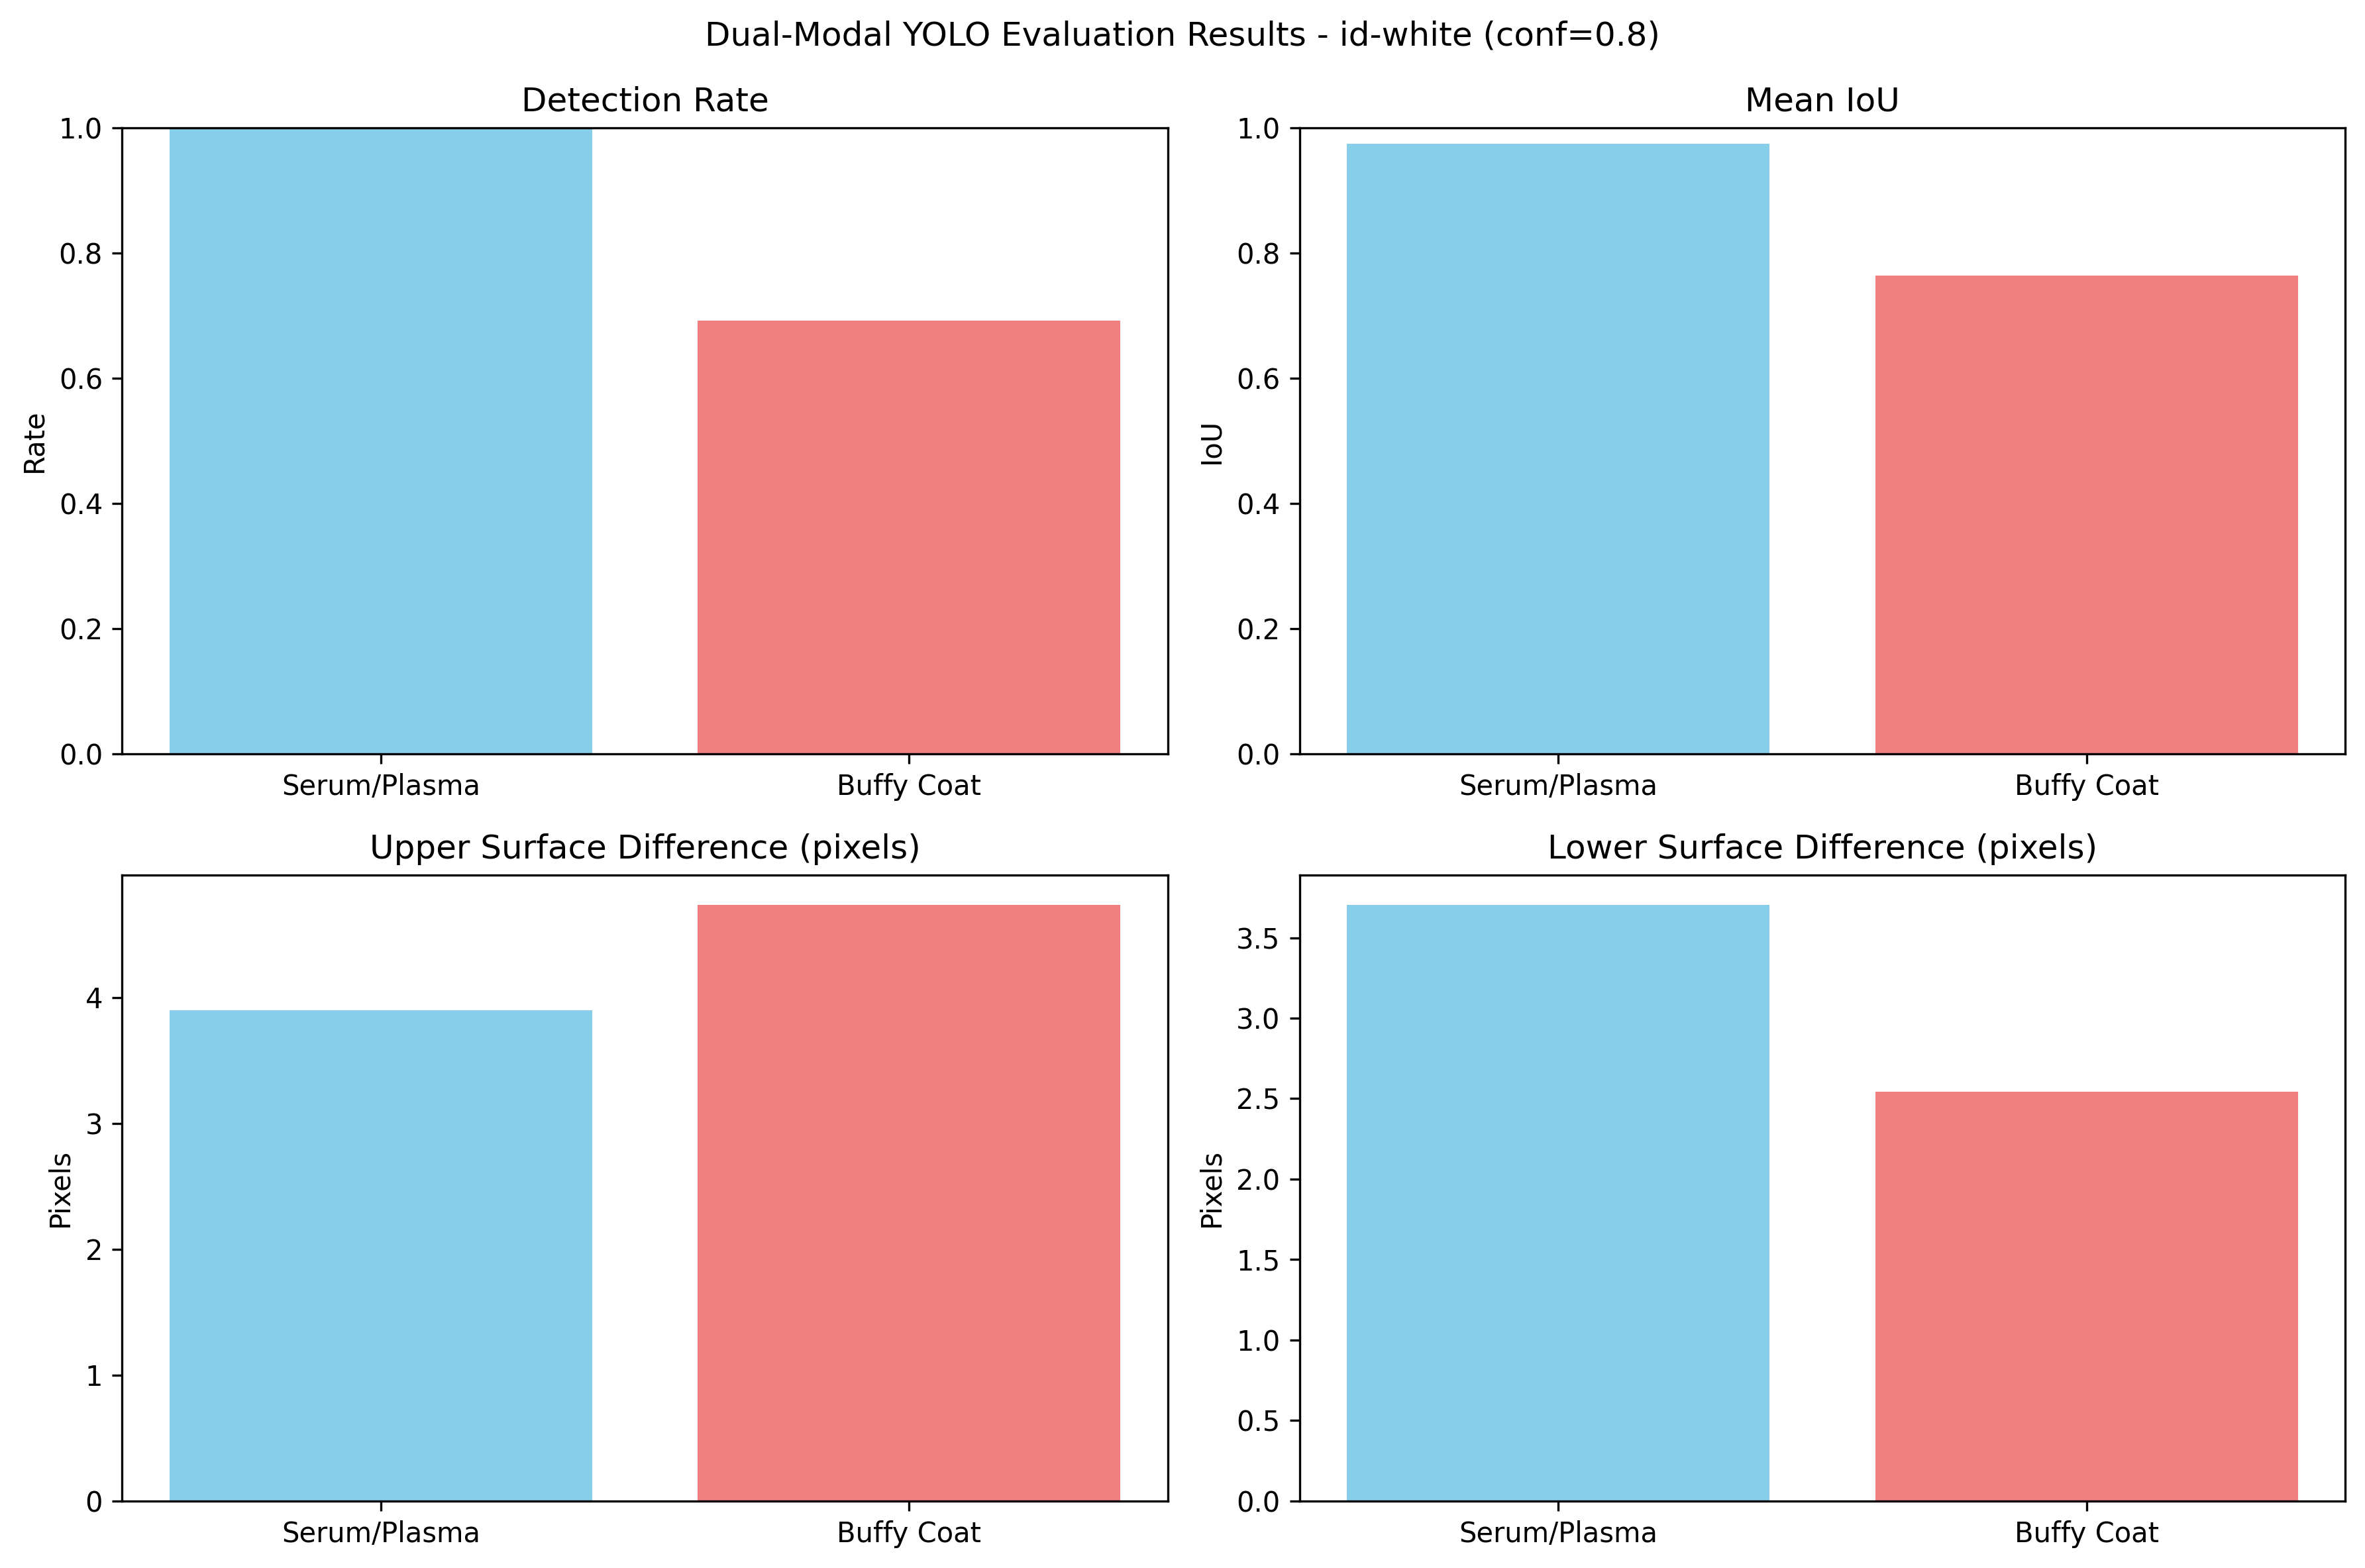 Dual-Modal YOLO Evaluation Results - id-white (conf=0.8)
Detection Rate
1.0
0.8
0.6
0.4
0.2
0.0
Rate
Serum/Plasma
Buffy Coat
Mean IoU
1.0
0.8
0.6
0.4
0.2
0.0
IoU
Serum/Plasma
Buffy Coat
Upper Surface Difference (pixels)
4
3
2
1
0
Pixels
Serum/Plasma
Buffy Coat
Lower Surface Difference (pixels)
3.5
3.0
2.5
2.0
1.5
1.0
0.5
0.0
Pixels
Serum/Plasma
Buffy Coat